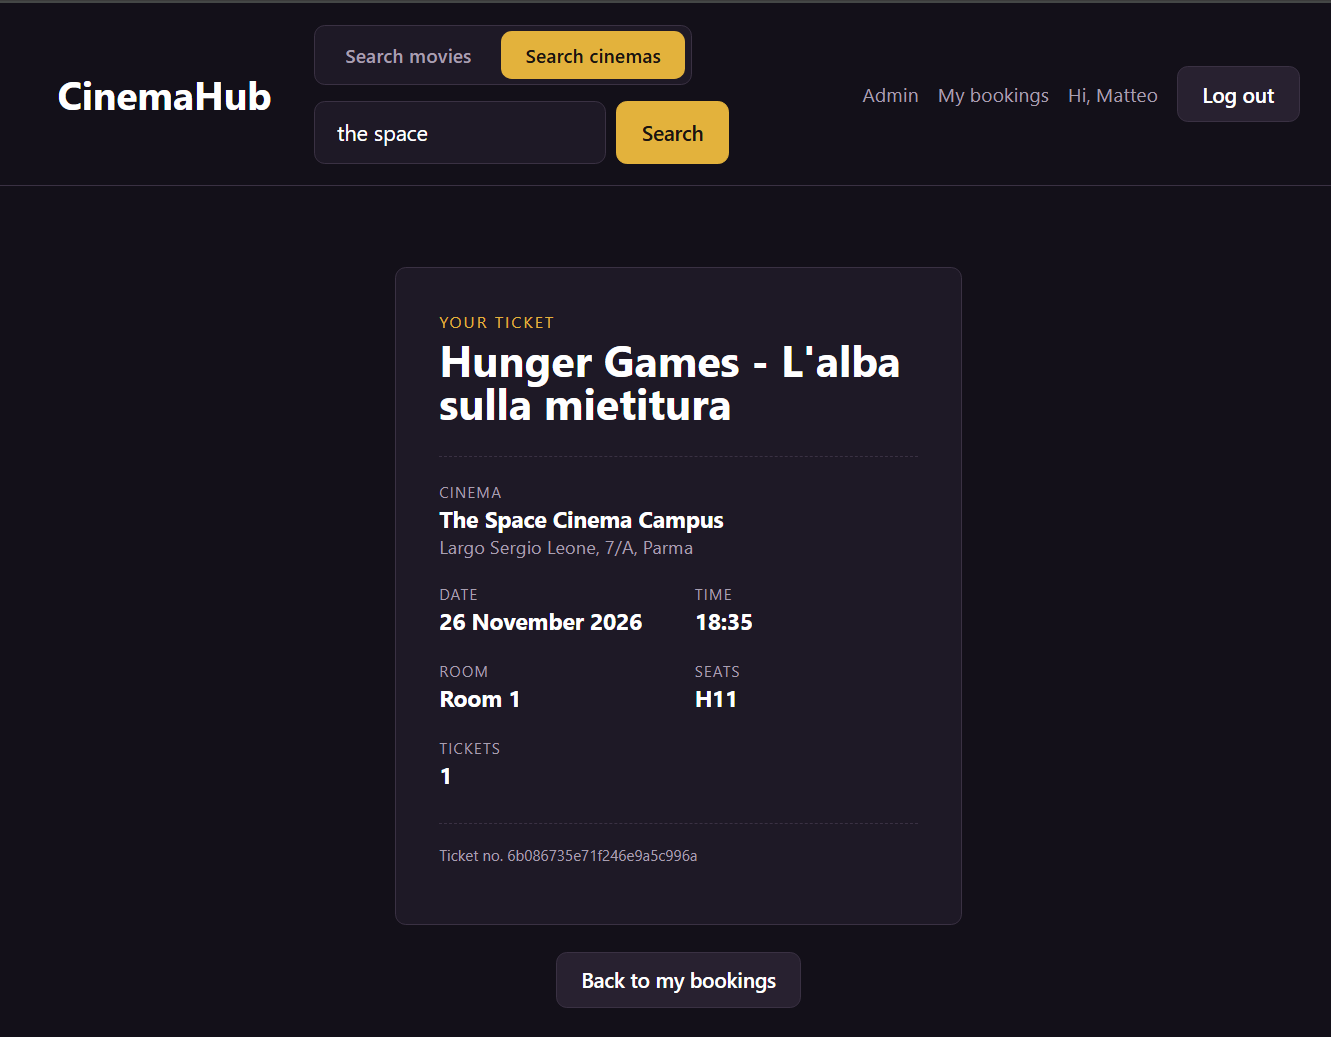 CinemaHub
Search movies
Search cinemas
the space
Search
Admin
My bookings
Hi, Matteo
Log out
YOUR TICKET
Hunger Games - L'alba
sulla mietitura
CINEMA
The Space Cinema Campus
Largo Sergio Leone, 7/A, Parma
DATE
26 November 2026
TIME
18:35
ROOM
Room 1
SEATS
H11
TICKETS
1
Ticket no. 6b086735e71f246e9a5c996a
Back to my bookings